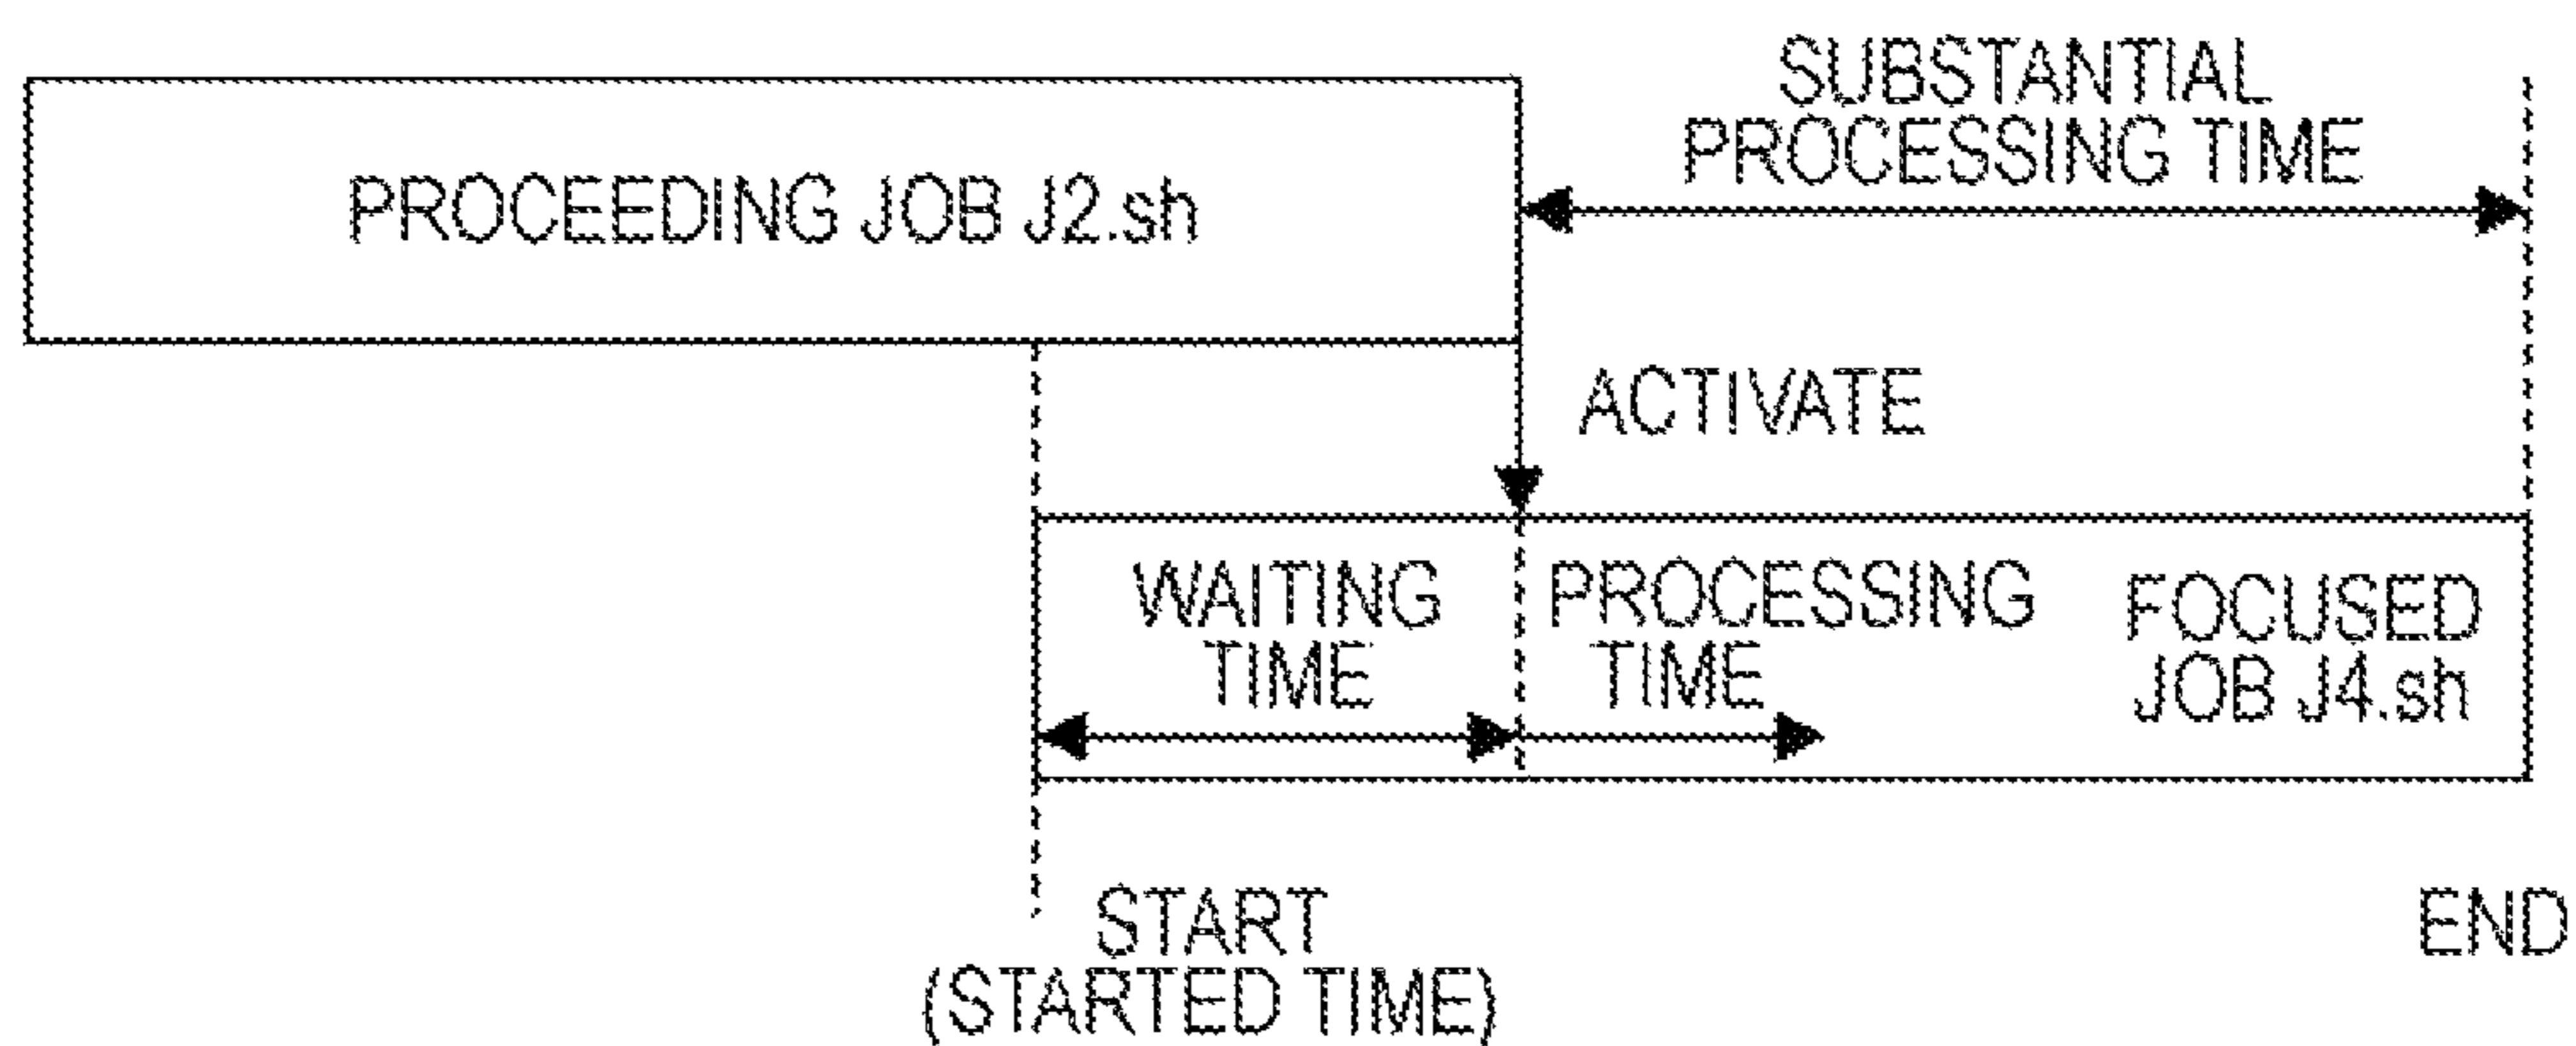 SUBSTANTIAL
PROCESSING TIME
PROCEEDING JOB J2.sh
ACTIVATE
WAITING
TIME
PROCESSING
TIME
FOCUSED
JOB J4.sh
START
(STARTED TIME)
END